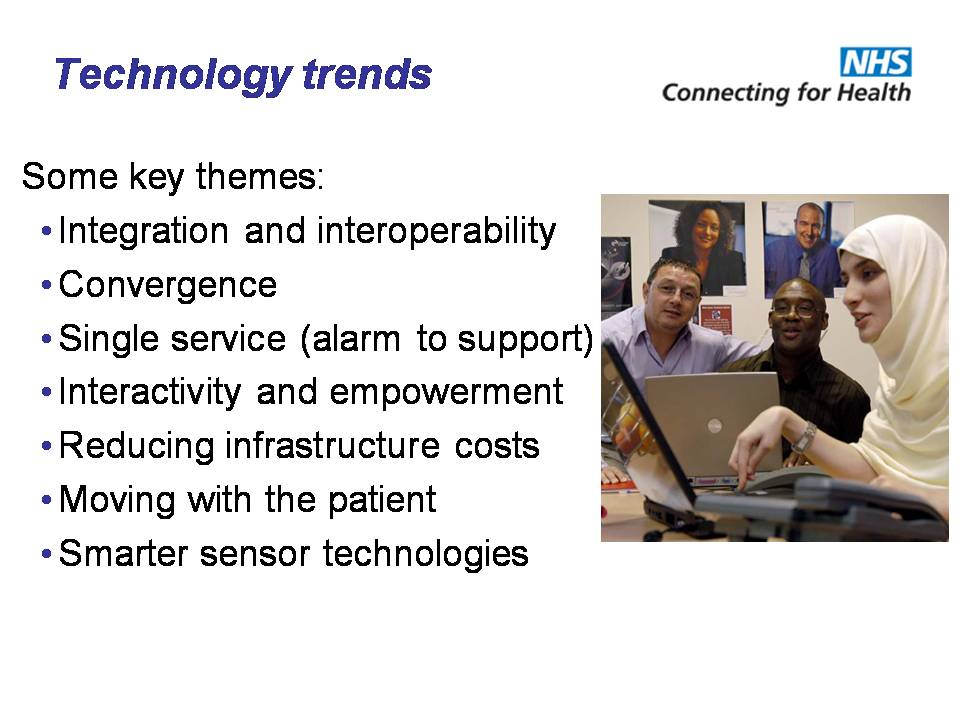 Technology trends
NHS
Connecting for Health
Some key themes:
• Integration and interoperability
• Convergence
• Single service (alarm to support)
• Interactivity and empowerment
• Reducing infrastructure costs
• Moving with the patient
• Smarter sensor technologies